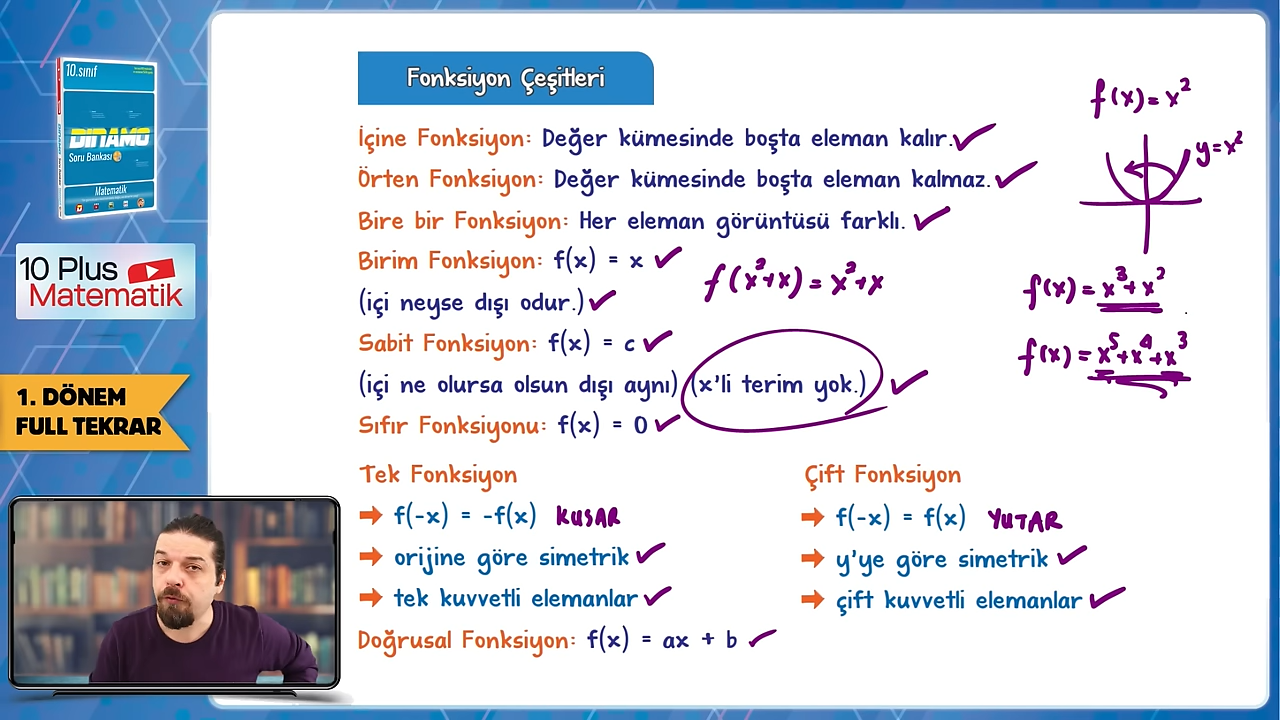 10.sınıf
DİNAMO
Soru Bankası
Matematik
10 Plus
Matematik
1. DÖNEM
FULL TEKRAR
Fonksiyon Çeşitleri
İçine Fonksiyon: Değer kümesinde boşta eleman kalır.
Örten Fonksiyon: Değer kümesinde boşta eleman kalmaz.
Bire bir Fonksiyon: Her eleman görüntüsü farklı.
Birim Fonksiyon: f(x) = x
f(x²+x) = x²+x
(içi neyse dışı odur.)
Sabit Fonksiyon: f(x) = c
(içi ne olursa olsun dışı aynı) (x'li terim yok.)
Sıfır Fonksiyonu: f(x) = 0
f(x) = x²
y = x²
f(x) = x³+x²
f(x) = x⁵+x⁴+x³
Tek Fonksiyon
f(-x) = -f(x) KUSAR
orijine göre simetrik
tek kuvvetli elemanlar
Çift Fonksiyon
f(-x) = f(x) YUTAR
y'ye göre simetrik
çift kuvvetli elemanlar
Doğrusal Fonksiyon: f(x) = ax + b